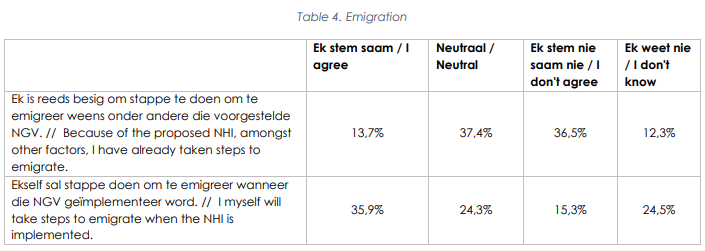 Table 4. Emigration
Ek stem saam / I agree
Neutraal / Neutral
Ek stem nie saam nie / I don't agree
Ek weet nie / I don't know
Ek is reeds besig om stappe te doen om te
emigreer weens onder andere die voorgestelde
NGV. // Because of the proposed NHI, amongst
other factors, I have already taken steps to
emigrate.
13,7%
37,4%
36,5%
12,3%
Ekself sal stappe doen om te emigreer wanneer
die NGV geïmplementeer word. // I myself will
take steps to emigrate when the NHI is
implemented.
35,9%
24,3%
15,3%
24,5%